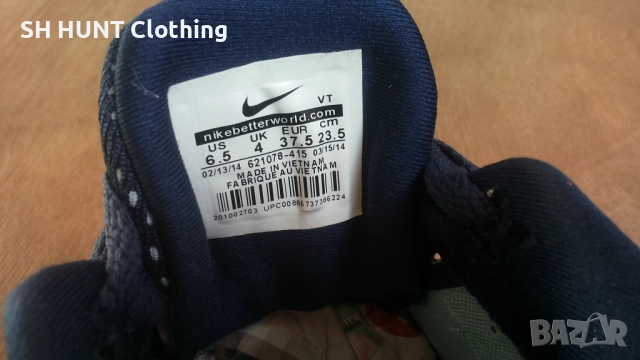 SH HUNT Clothing
VT
nikebetterworld.com
US UK EUR cm
6.5 4 37.5 23.5
02/13/14 621078-415 03/15/14
MADE IN VIETNAM
FABRIQUE AU VIETNAM
201002703
BAZAR